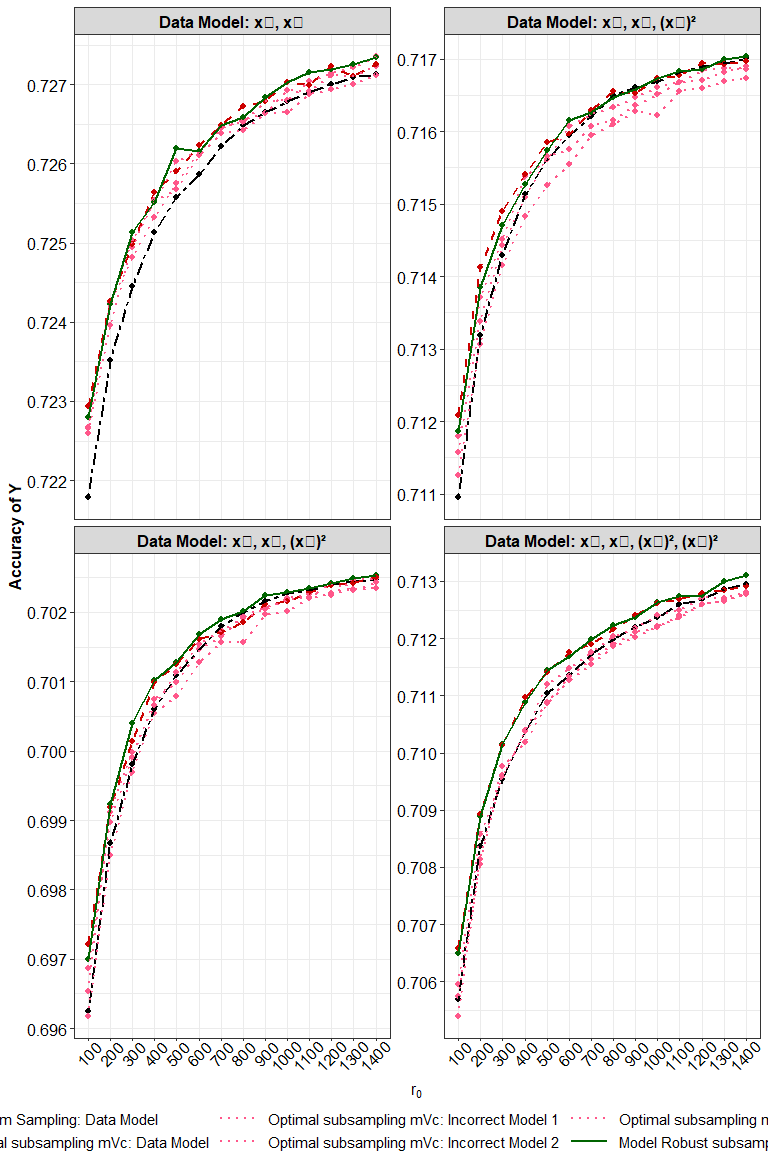 Data Model: x▯, x▯
Data Model: x▯, x▯, (x▯)²
0.727
0.726
0.725
0.724
0.723
0.722
0.717
0.716
0.715
0.714
0.713
0.712
0.711
Accuracy of Y
Data Model: x▯, x▯, (x▯)²
Data Model: x▯, x▯, (x▯)², (x▯)²
0.702
0.701
0.700
0.699
0.698
0.697
0.696
0.713
0.712
0.711
0.710
0.709
0.708
0.707
0.706
100 200 300 400 500 600 700 800 900 1000 1100 1200 1300 1400
100 200 300 400 500 600 700 800 900 1000 1100 1200 1300 1400
r₀
m Sampling: Data Model
Optimal subsampling mVc: Incorrect Model 1
Optimal subsampling m
al subsampling mVc: Data Model
Optimal subsampling mVc: Incorrect Model 2
Model Robust subsamp